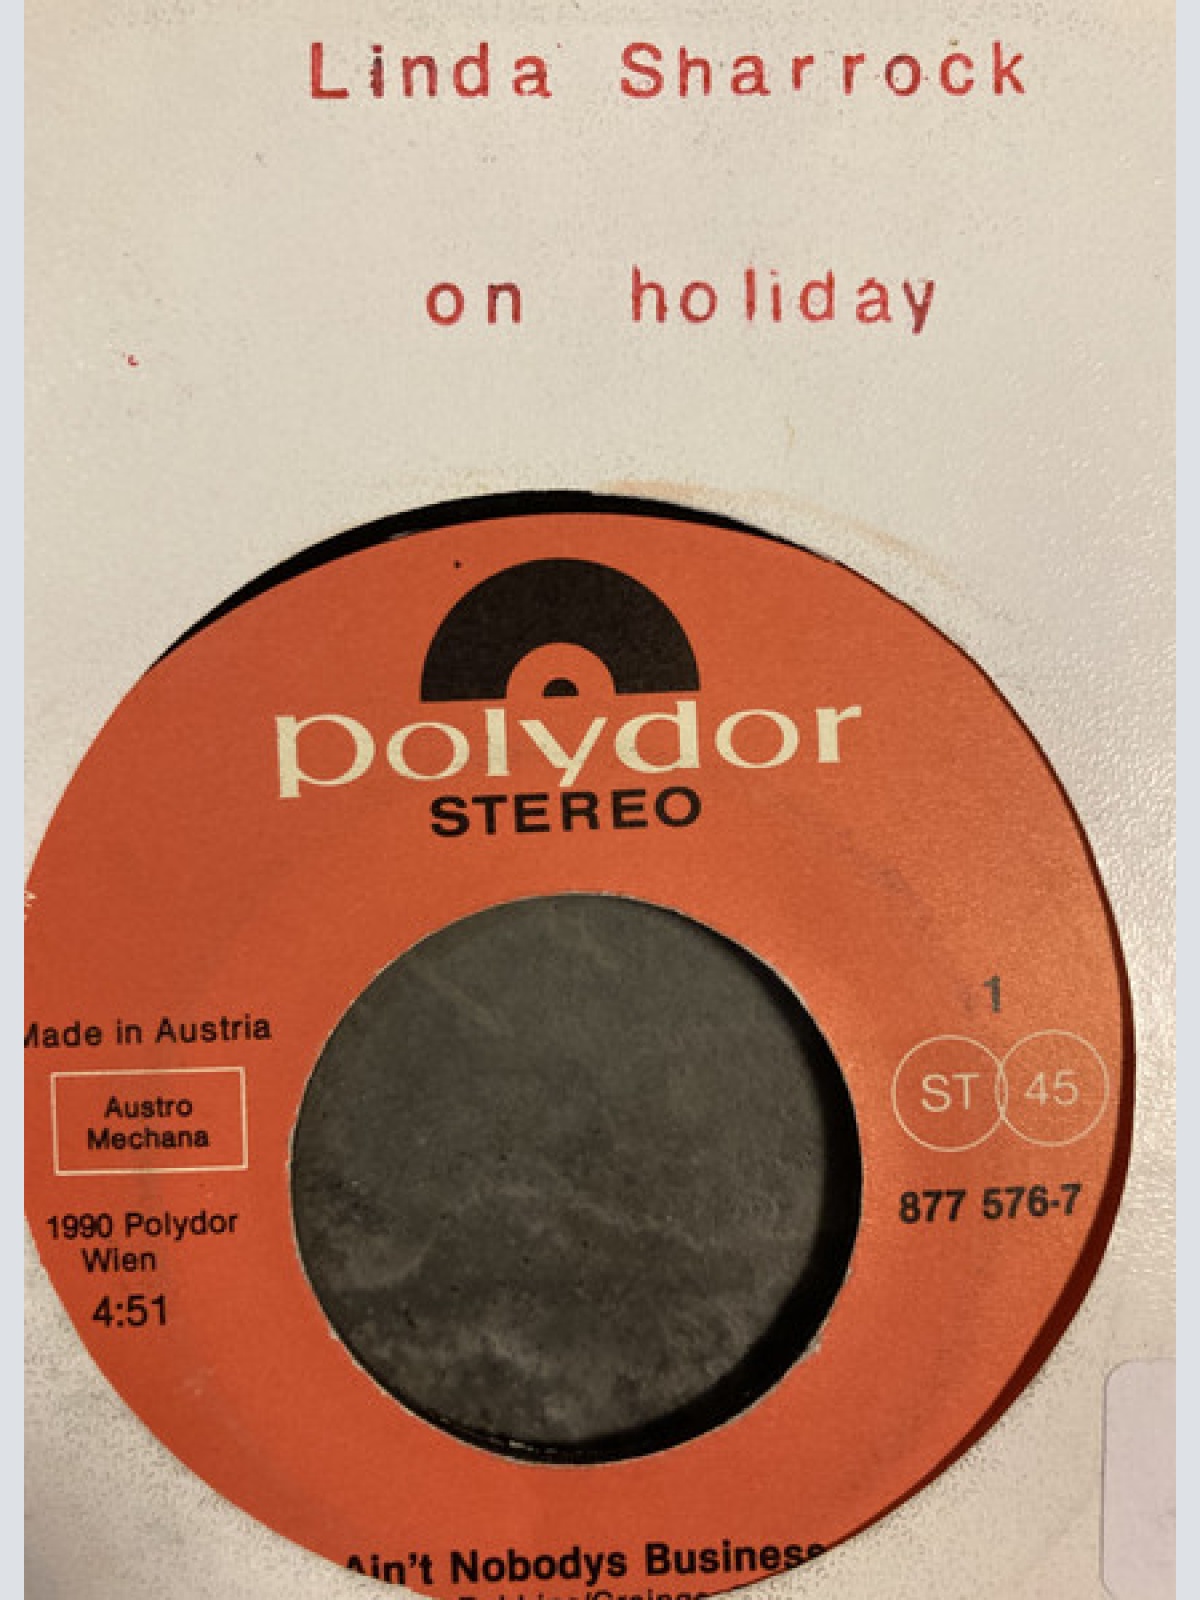 Linda Sharrock
on holiday
polydor
STEREO
Made in Austria
Austro
Mechana
1990 Polydor
Wien
4:51
1
ST 45
877 576-7
Ain't Nobodys Business